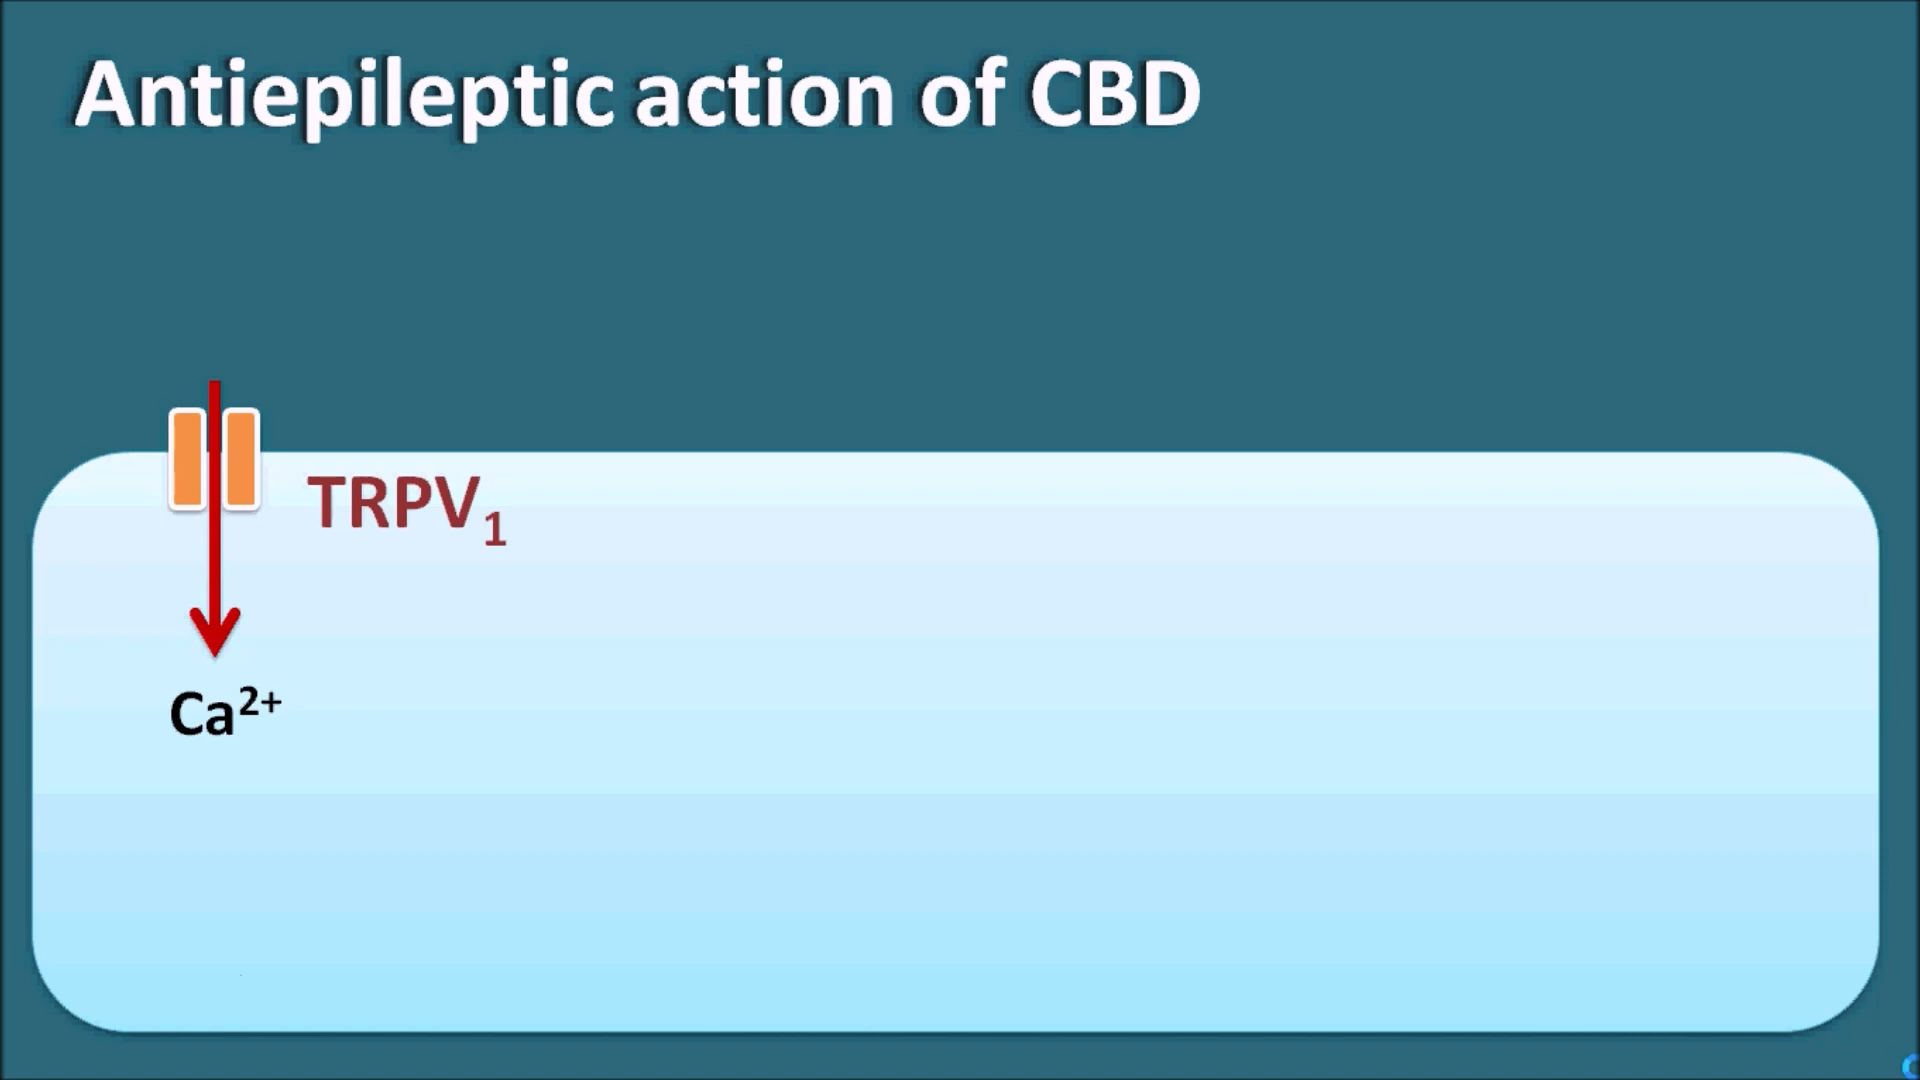 Antiepileptic action of CBD
TRPV₁
Ca²⁺